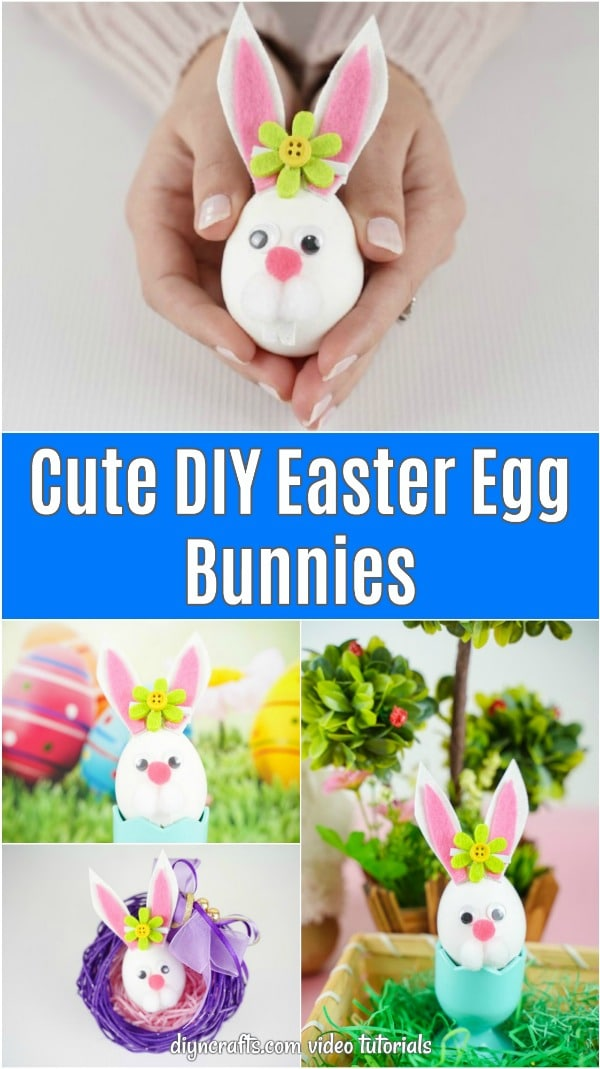 Cute DIY Easter Egg
Bunnies
diyncrafts.com video tutorials